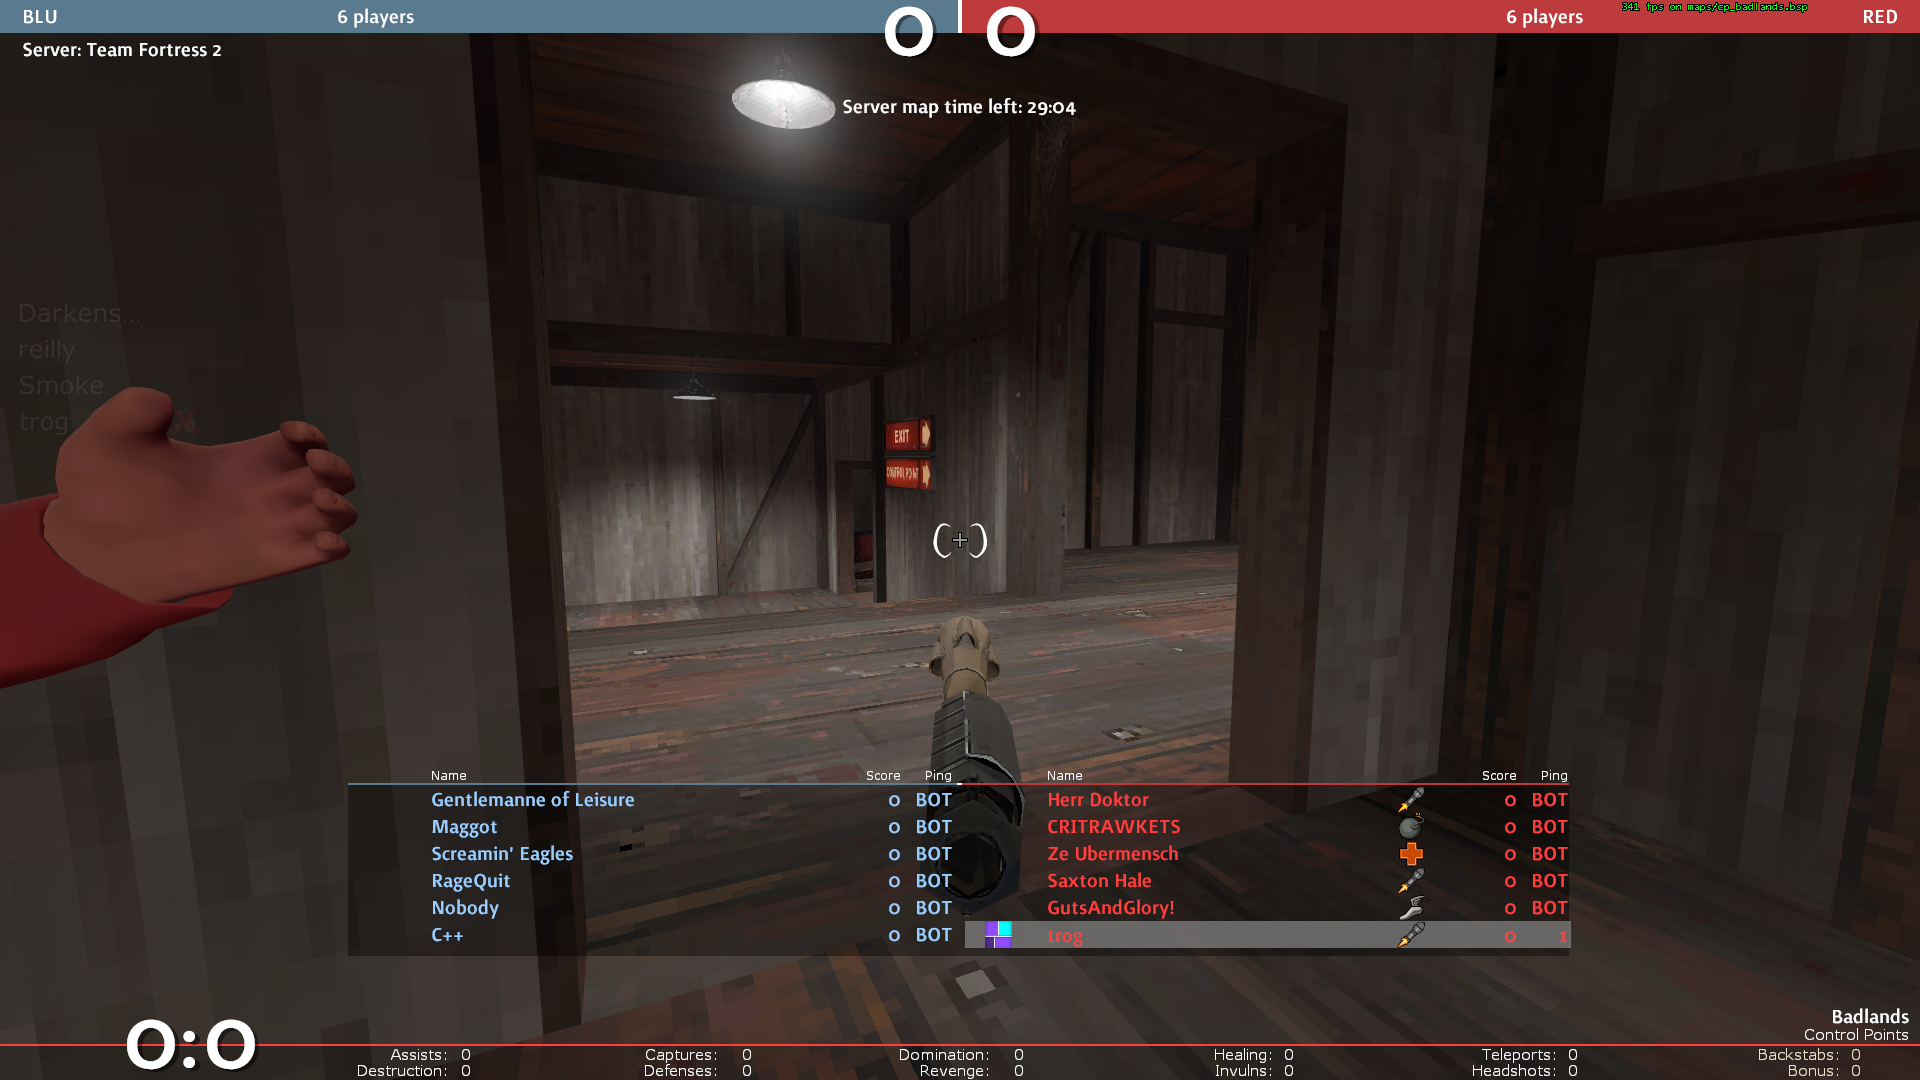 BLU 6 players 0 0 6 players RED
341 fps on maps/cp_badlands.bsp
Server: Team Fortress 2
Server map time left: 29:04
Darkens...
reilly
Smoke
trog
EXIT
CONTROL POINT
Name Score Ping Name Score Ping
Gentlemanne of Leisure 0 BOT Herr Doktor 0 BOT
Maggot 0 BOT CRITRAWKETS 0 BOT
Screamin' Eagles 0 BOT Ze Ubermensch 0 BOT
RageQuit 0 BOT Saxton Hale 0 BOT
Nobody 0 BOT GutsAndGlory! 0 BOT
C++ 0 BOT trog 0 1
Badlands
Control Points
0:0
Assists: 0 Captures: 0 Domination: 0 Healing: 0 Teleports: 0 Backstabs: 0
Destruction: 0 Defenses: 0 Revenge: 0 Invulns: 0 Headshots: 0 Bonus: 0